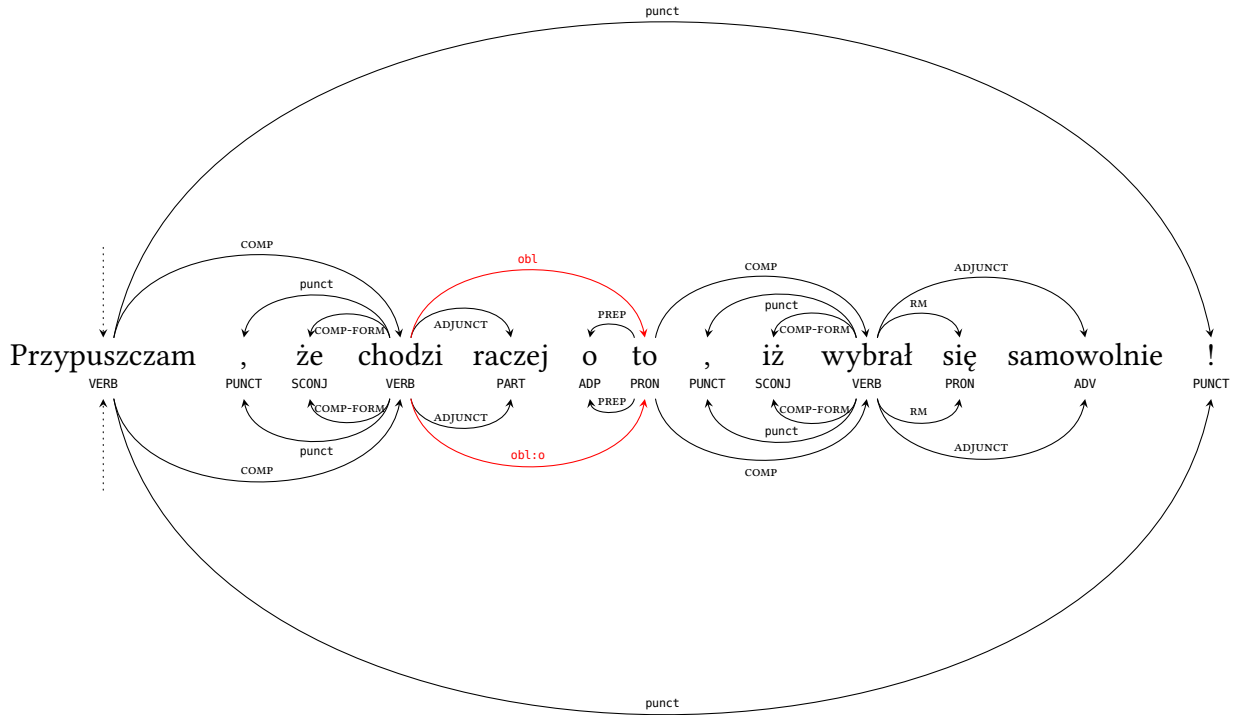 punct
COMP obl COMP ADJUNCT
punct punct RM
COMP-FORM ADJUNCT PREP COMP-FORM
Przypuszczam , że chodzi raczej o to , iż wybrał się samowolnie !
VERB PUNCT SCONJ VERB PART ADP PRON PUNCT SCONJ VERB PRON ADV PUNCT
COMP-FORM ADJUNCT PREP COMP-FORM RM
punct obl:o punct ADJUNCT
COMP COMP
punct